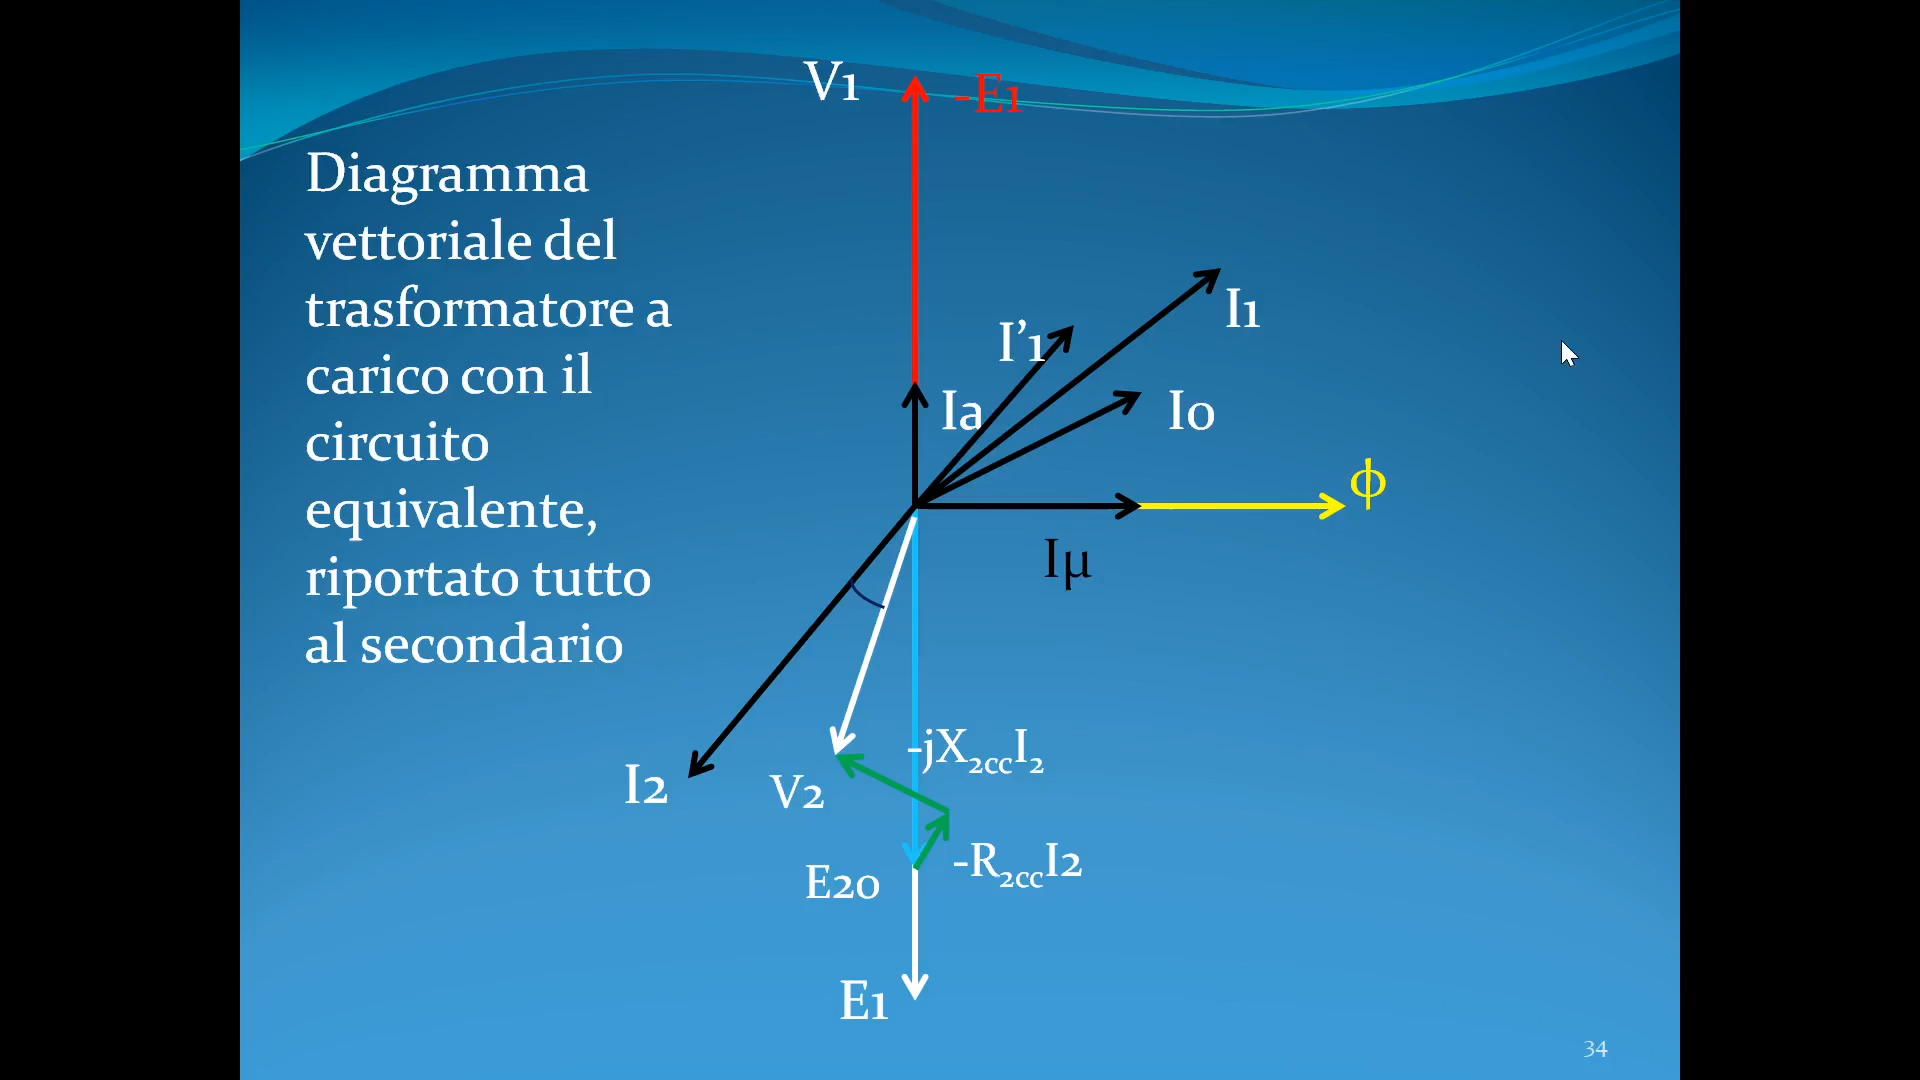 V1
-E1
Diagramma
vettoriale del
trasformatore a
carico con il
circuito
equivalente,
riportato tutto
al secondario
I1
I’1
Ia
I0
ϕ
Iμ
-jX₂ccI₂
I2
V2
-R₂ccI2
E20
E1
34